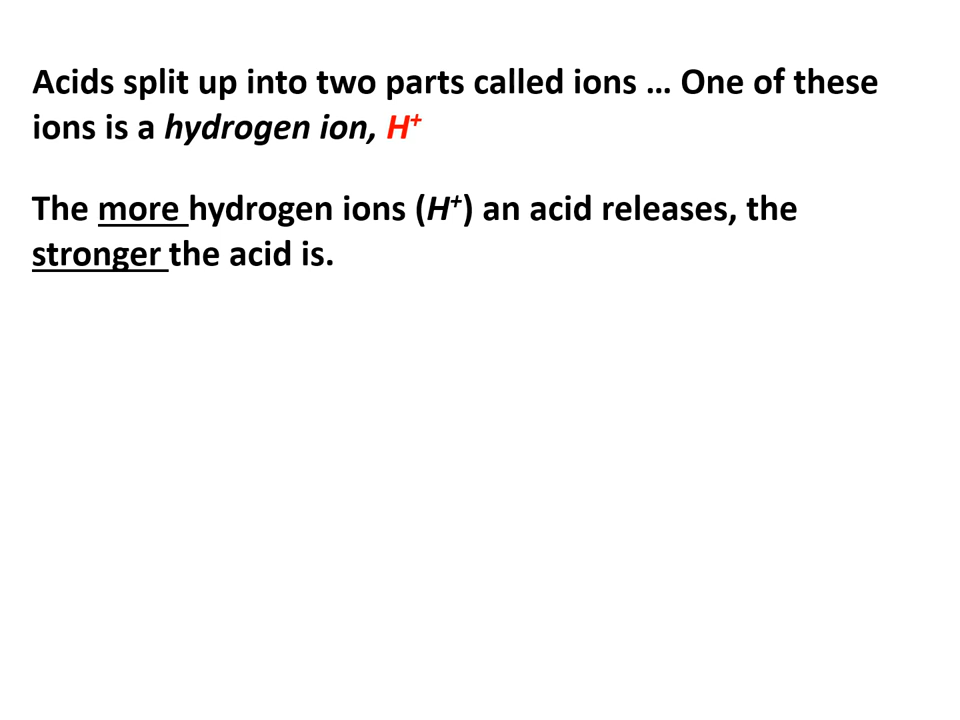 Acids split up into two parts called ions … One of these
ions is a hydrogen ion, H⁺
The more hydrogen ions (H⁺) an acid releases, the
stronger the acid is.